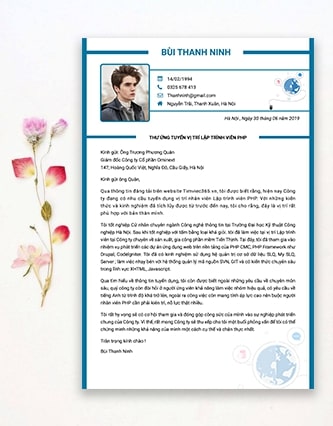 BÙI THANH NINH
14/02/1994
0325 678 413
Thanhninh@gmail.com
Nguyễn Trãi, Thanh Xuân, Hà Nội
Hà Nội, Ngày 30 tháng 06 năm 2019
THƯ ỨNG TUYỂN VỊ TRÍ LẬP TRÌNH VIÊN PHP
Kính gửi: Ông Trương Phương Quân
Giám đốc Công ty Cổ phần Ominext
147, Hoàng Quốc Việt, Nghĩa Đô, Cầu Giấy, Hà Nội
Kính gửi ông Quân,
Qua thông tin đăng tải trên website Timviec365.vn, tôi được biết rằng, hiện nay Công
ty đang có nhu cầu tuyển dụng vị trí nhân viên Lập trình viên PHP. Với những kiến
thức và kinh nghiệm đã tích lũy được từ trước đến nay, tôi cho rằng, đây là vị trí rất
phù hợp với bản thân mình.
Tôi tốt nghiệp Cử nhân chuyên ngành Công nghệ thông tin tại Trường Đại học Kỹ thuật Công
nghiệp Hà Nội. Sau khi tốt nghiệp với tấm bằng loại khá giỏi, tôi đã làm việc tại vị trí Lập trình
viên tại Công ty chuyên về sản xuất, gia công phần mềm Tiến Thịnh. Tại đây, tôi đã tham gia vào
nhiệm vụ phát triển các dự án ứng dụng web trên nền tảng của PHP CMC, PHP Framework như
Drupal, CodeIgniter. Tôi đã có kinh nghiệm sử dụng hệ quản trị cơ sở dữ liệu SLQ, My SLQ,
Server, làm việc nhạy bén với hệ thống quản lý mã nguồn SVN, GIT và có kiến thức chuyên sâu
trong lĩnh vực XHTML, Javascript.
Qua tìm hiểu về thông tin tuyển dụng, tôi còn được biết ngoài những yêu cầu về chuyên môn
sâu, quý công ty còn đòi hỏi ở người ứng viên khả năng làm việc nhóm hiệu quả, có yêu cầu về
tiếng Anh từ trình độ khá trở lên, ngoài ra công việc còn mang tính áp lực cao nên buộc người
nhân viên PHP cần phải kiên trì, nỗ lực hết mình.
Tôi rất hy vọng sẽ có cơ hội tham gia và đóng góp công sức của mình vào sự nghiệp phát triển
chung của Công ty. Vì thế, rất mong Công ty sẽ thu xếp cho tôi một buổi phỏng vấn để tôi có thể
chứng minh những khả năng của mình một cách cụ thể và chân thực nhất.
Trân trọng kính chào!
Bùi Thanh Ninh